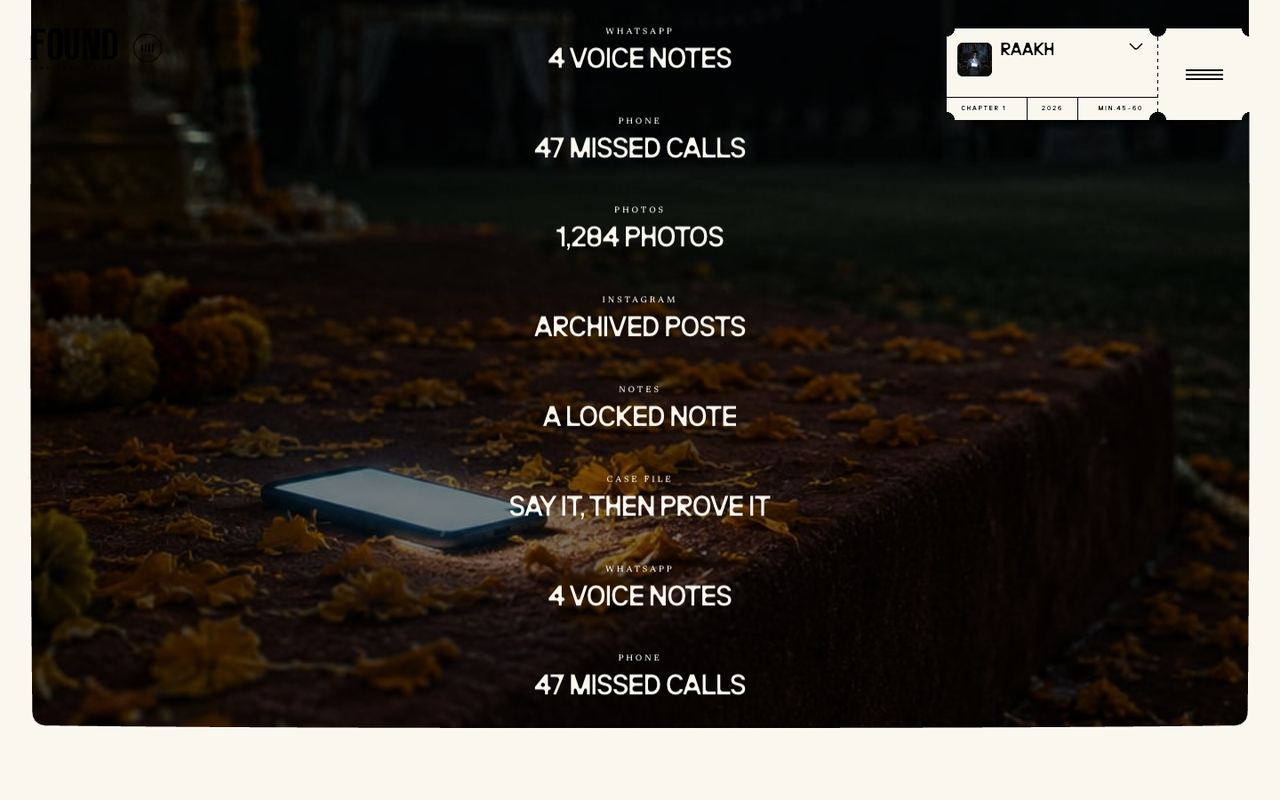 FOUND
WHATSAPP
4 VOICE NOTES
PHONE
47 MISSED CALLS
PHOTOS
1,284 PHOTOS
INSTAGRAM
ARCHIVED POSTS
NOTES
A LOCKED NOTE
CASE FILE
SAY IT, THEN PROVE IT
WHATSAPP
4 VOICE NOTES
PHONE
47 MISSED CALLS
RAAKH
CHAPTER 1
2026
MIN.45-60